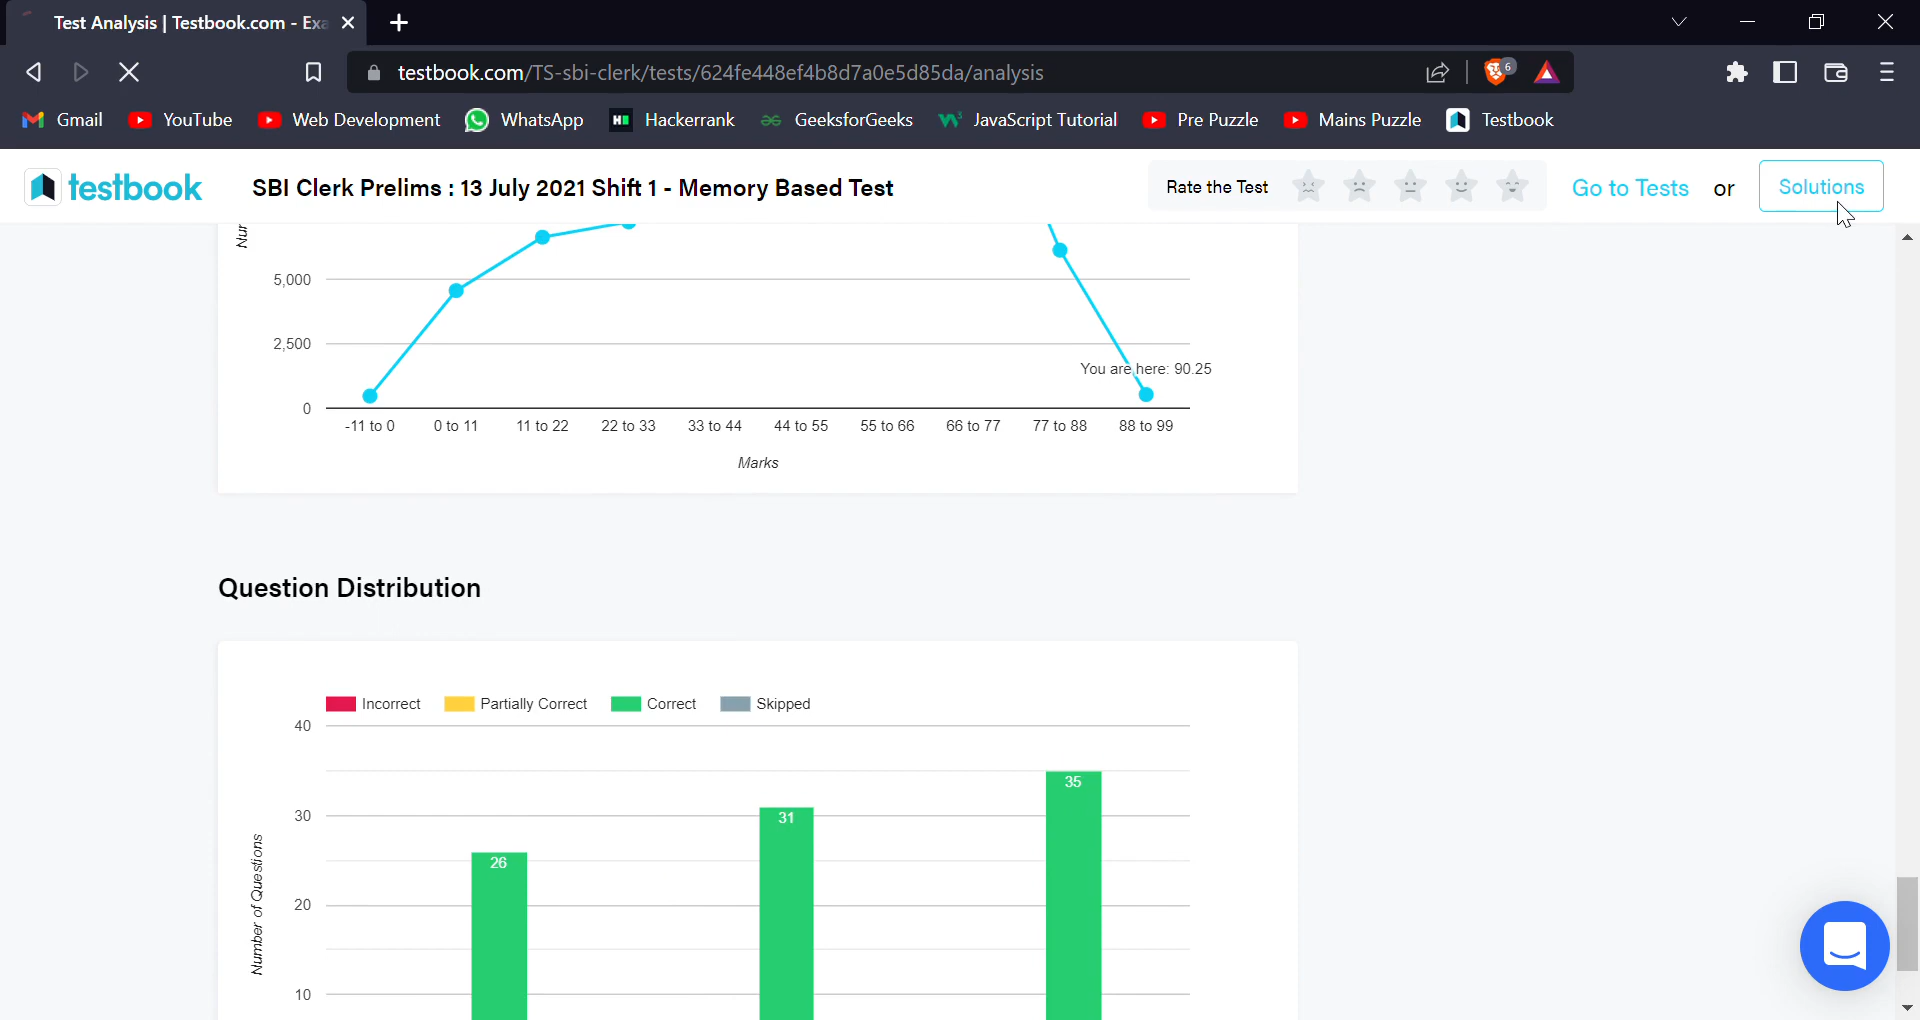 Test Analysis | Testbook.com - Exa
testbook.com/TS-sbi-clerk/tests/624fe448ef4b8d7a0e5d85da/analysis
6
Gmail YouTube Web Development WhatsApp Hackerrank GeeksforGeeks JavaScript Tutorial Pre Puzzle Mains Puzzle Testbook
testbook SBI Clerk Prelims : 13 July 2021 Shift 1 - Memory Based Test Rate the Test Go to Tests or Solutions
Nur
5,000
2,500
You are here: 90.25
0
-11 to 0 0 to 11 11 to 22 22 to 33 33 to 44 44 to 55 55 to 66 66 to 77 77 to 88 88 to 99
Marks
Question Distribution
Incorrect Partially Correct Correct Skipped
40
35
30
31
26
20
Number of Questions
10